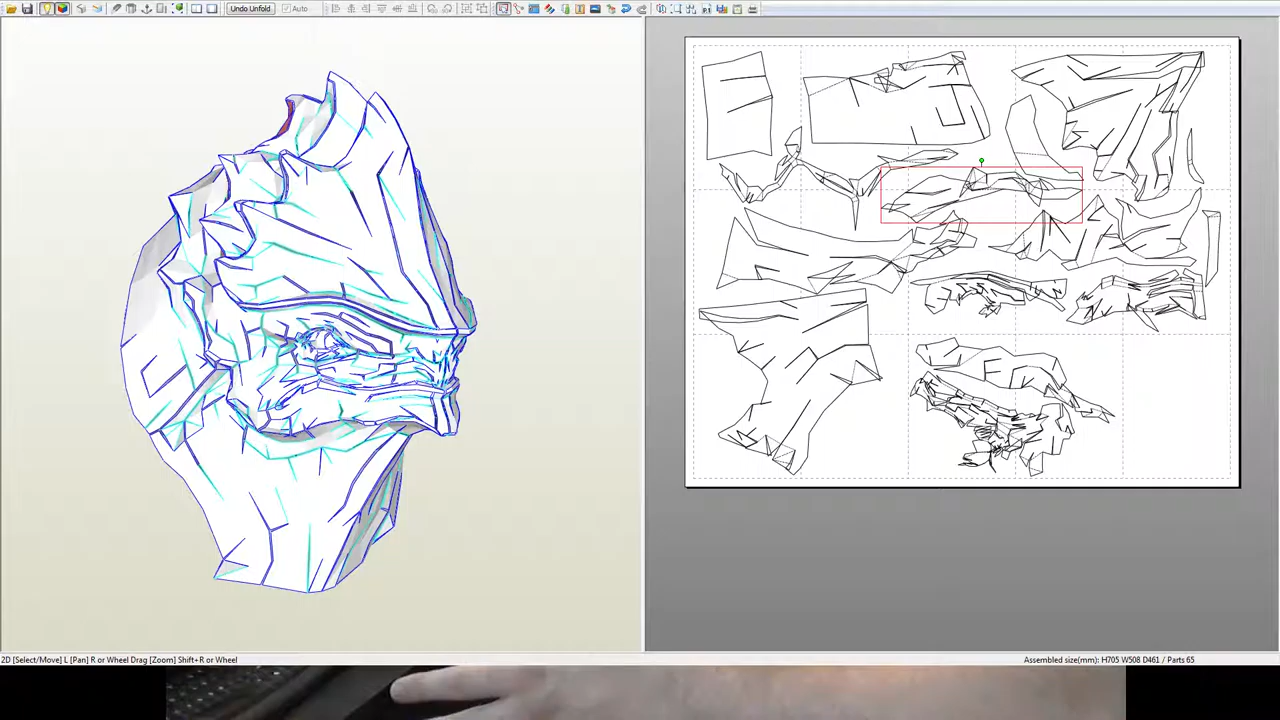 Undo Unfold
Auto
2D [Select/Move] L [Pan] R or Wheel Drag [Zoom] Shift+R or Wheel
Assembled size(mm): H705 W508 D461 / Parts 65